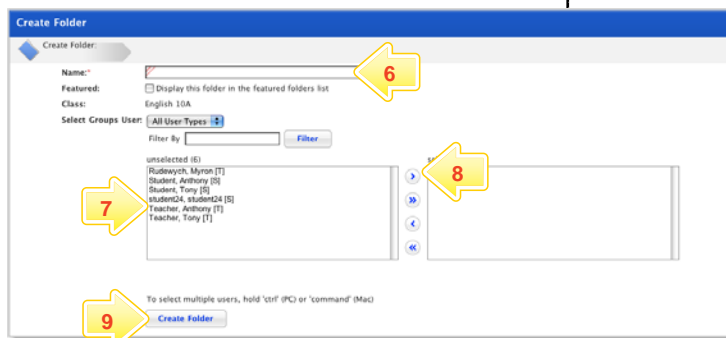 Create Folder
Create Folder:
Name:*
6
Featured: Display this folder in the featured folders list
Class: English 10A
Select Groups User: All User Types
Filter By Filter
unselected (6)
8
Rudewych, Myron [T]
Student, Anthony [S]
Student, Tony [S]
student24, student24 [S]
7
Teacher, Anthony [T]
Teacher, Tony [T]
To select multiple users, hold 'ctrl' (PC) or 'command' (Mac)
9
Create Folder